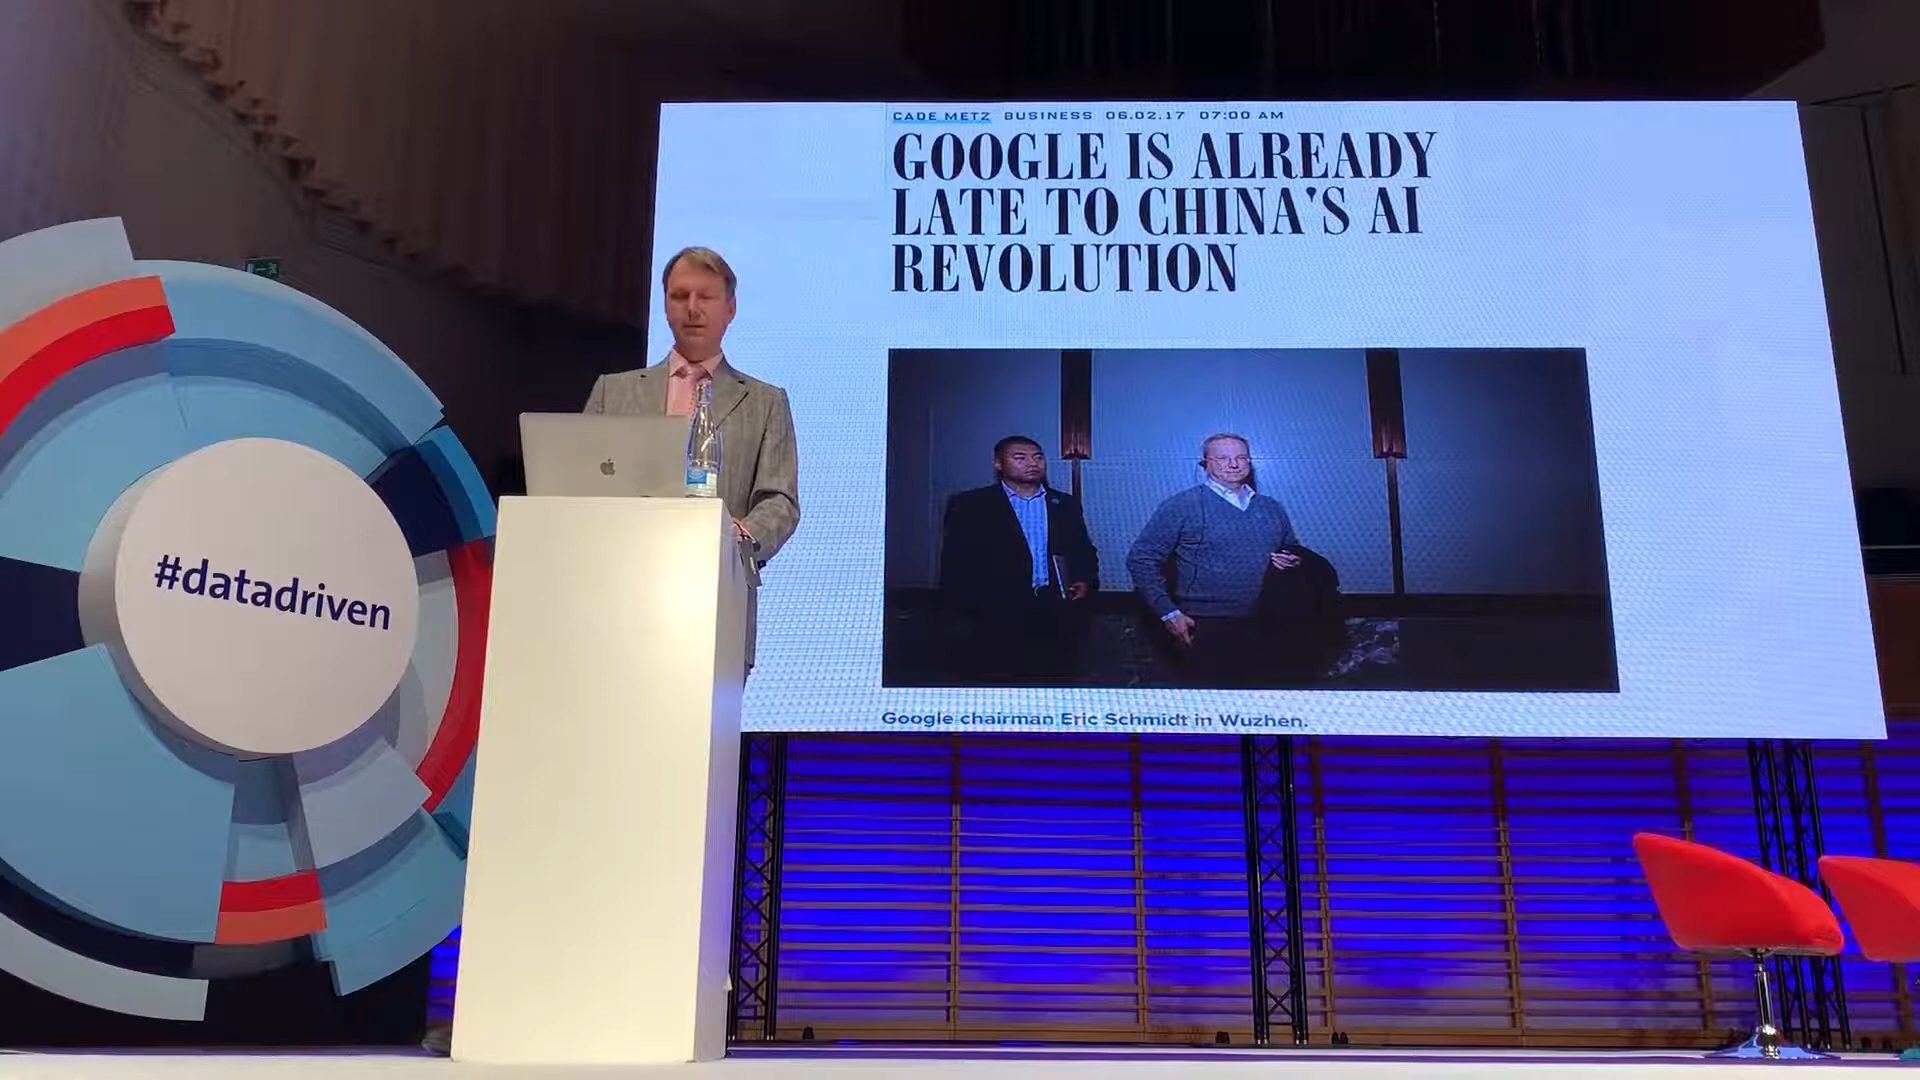 CADE METZ BUSINESS 06.02.17 07:00 AM
GOOGLE IS ALREADY
LATE TO CHINA'S AI
REVOLUTION
#datadriven
Google chairman Eric Schmidt in Wuzhen.